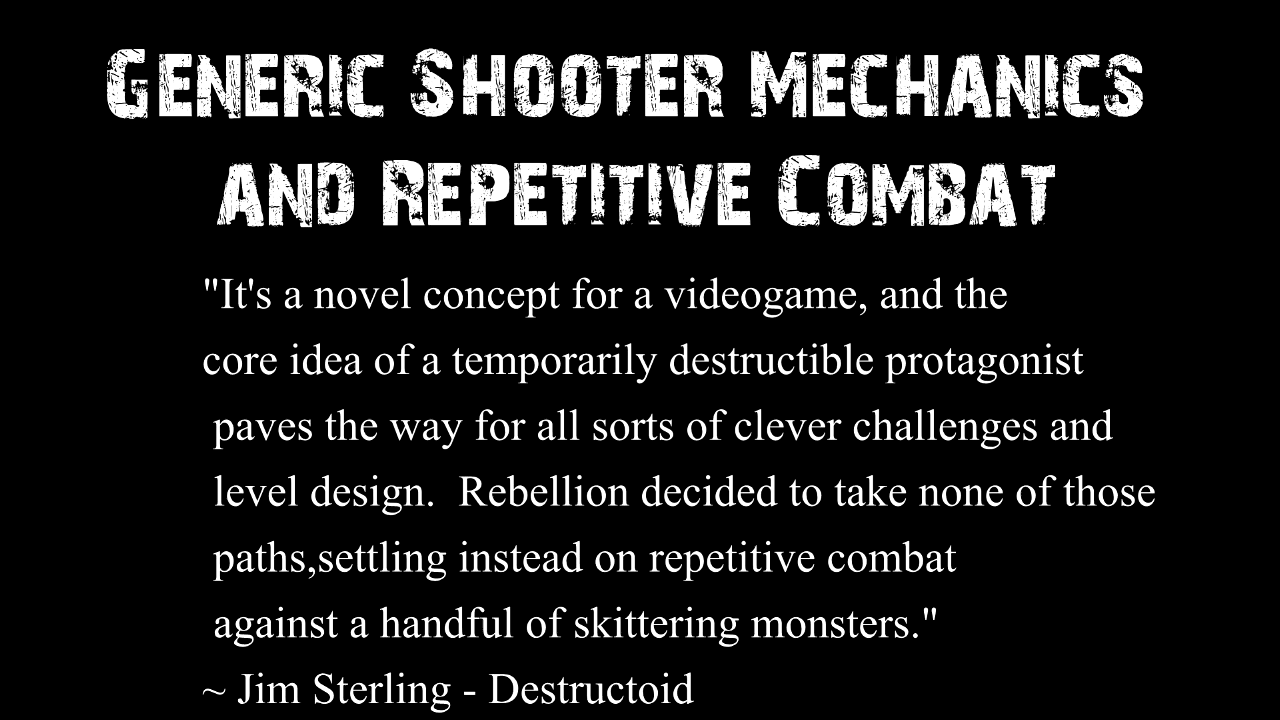 Generic Shooter Mechanics
and Repetitive Combat
"It's a novel concept for a videogame, and the
core idea of a temporarily destructible protagonist
paves the way for all sorts of clever challenges and
level design.  Rebellion decided to take none of those
paths,settling instead on repetitive combat
against a handful of skittering monsters."
~ Jim Sterling - Destructoid